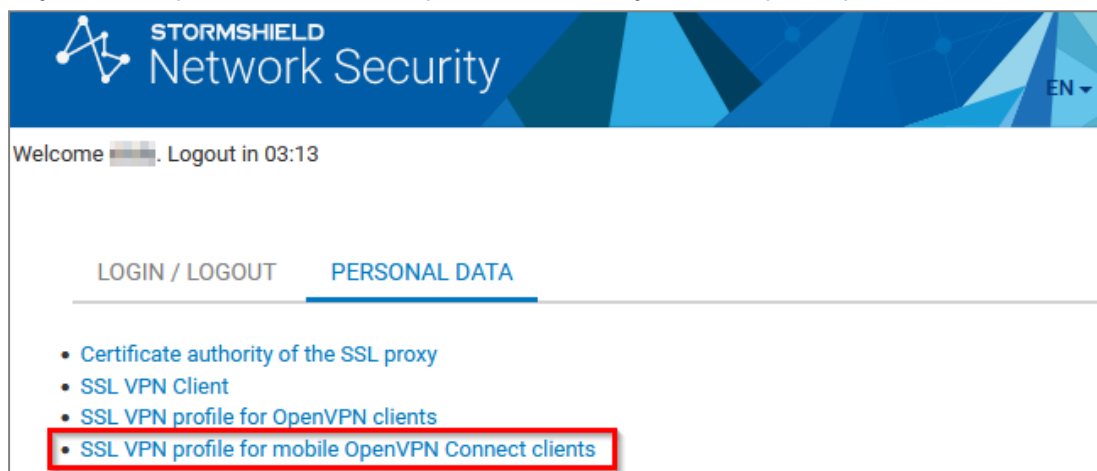 STORMSHIELD
Network Security
EN
Welcome . Logout in 03:13
LOGIN / LOGOUT PERSONAL DATA
• Certificate authority of the SSL proxy
• SSL VPN Client
• SSL VPN profile for OpenVPN clients
• SSL VPN profile for mobile OpenVPN Connect clients